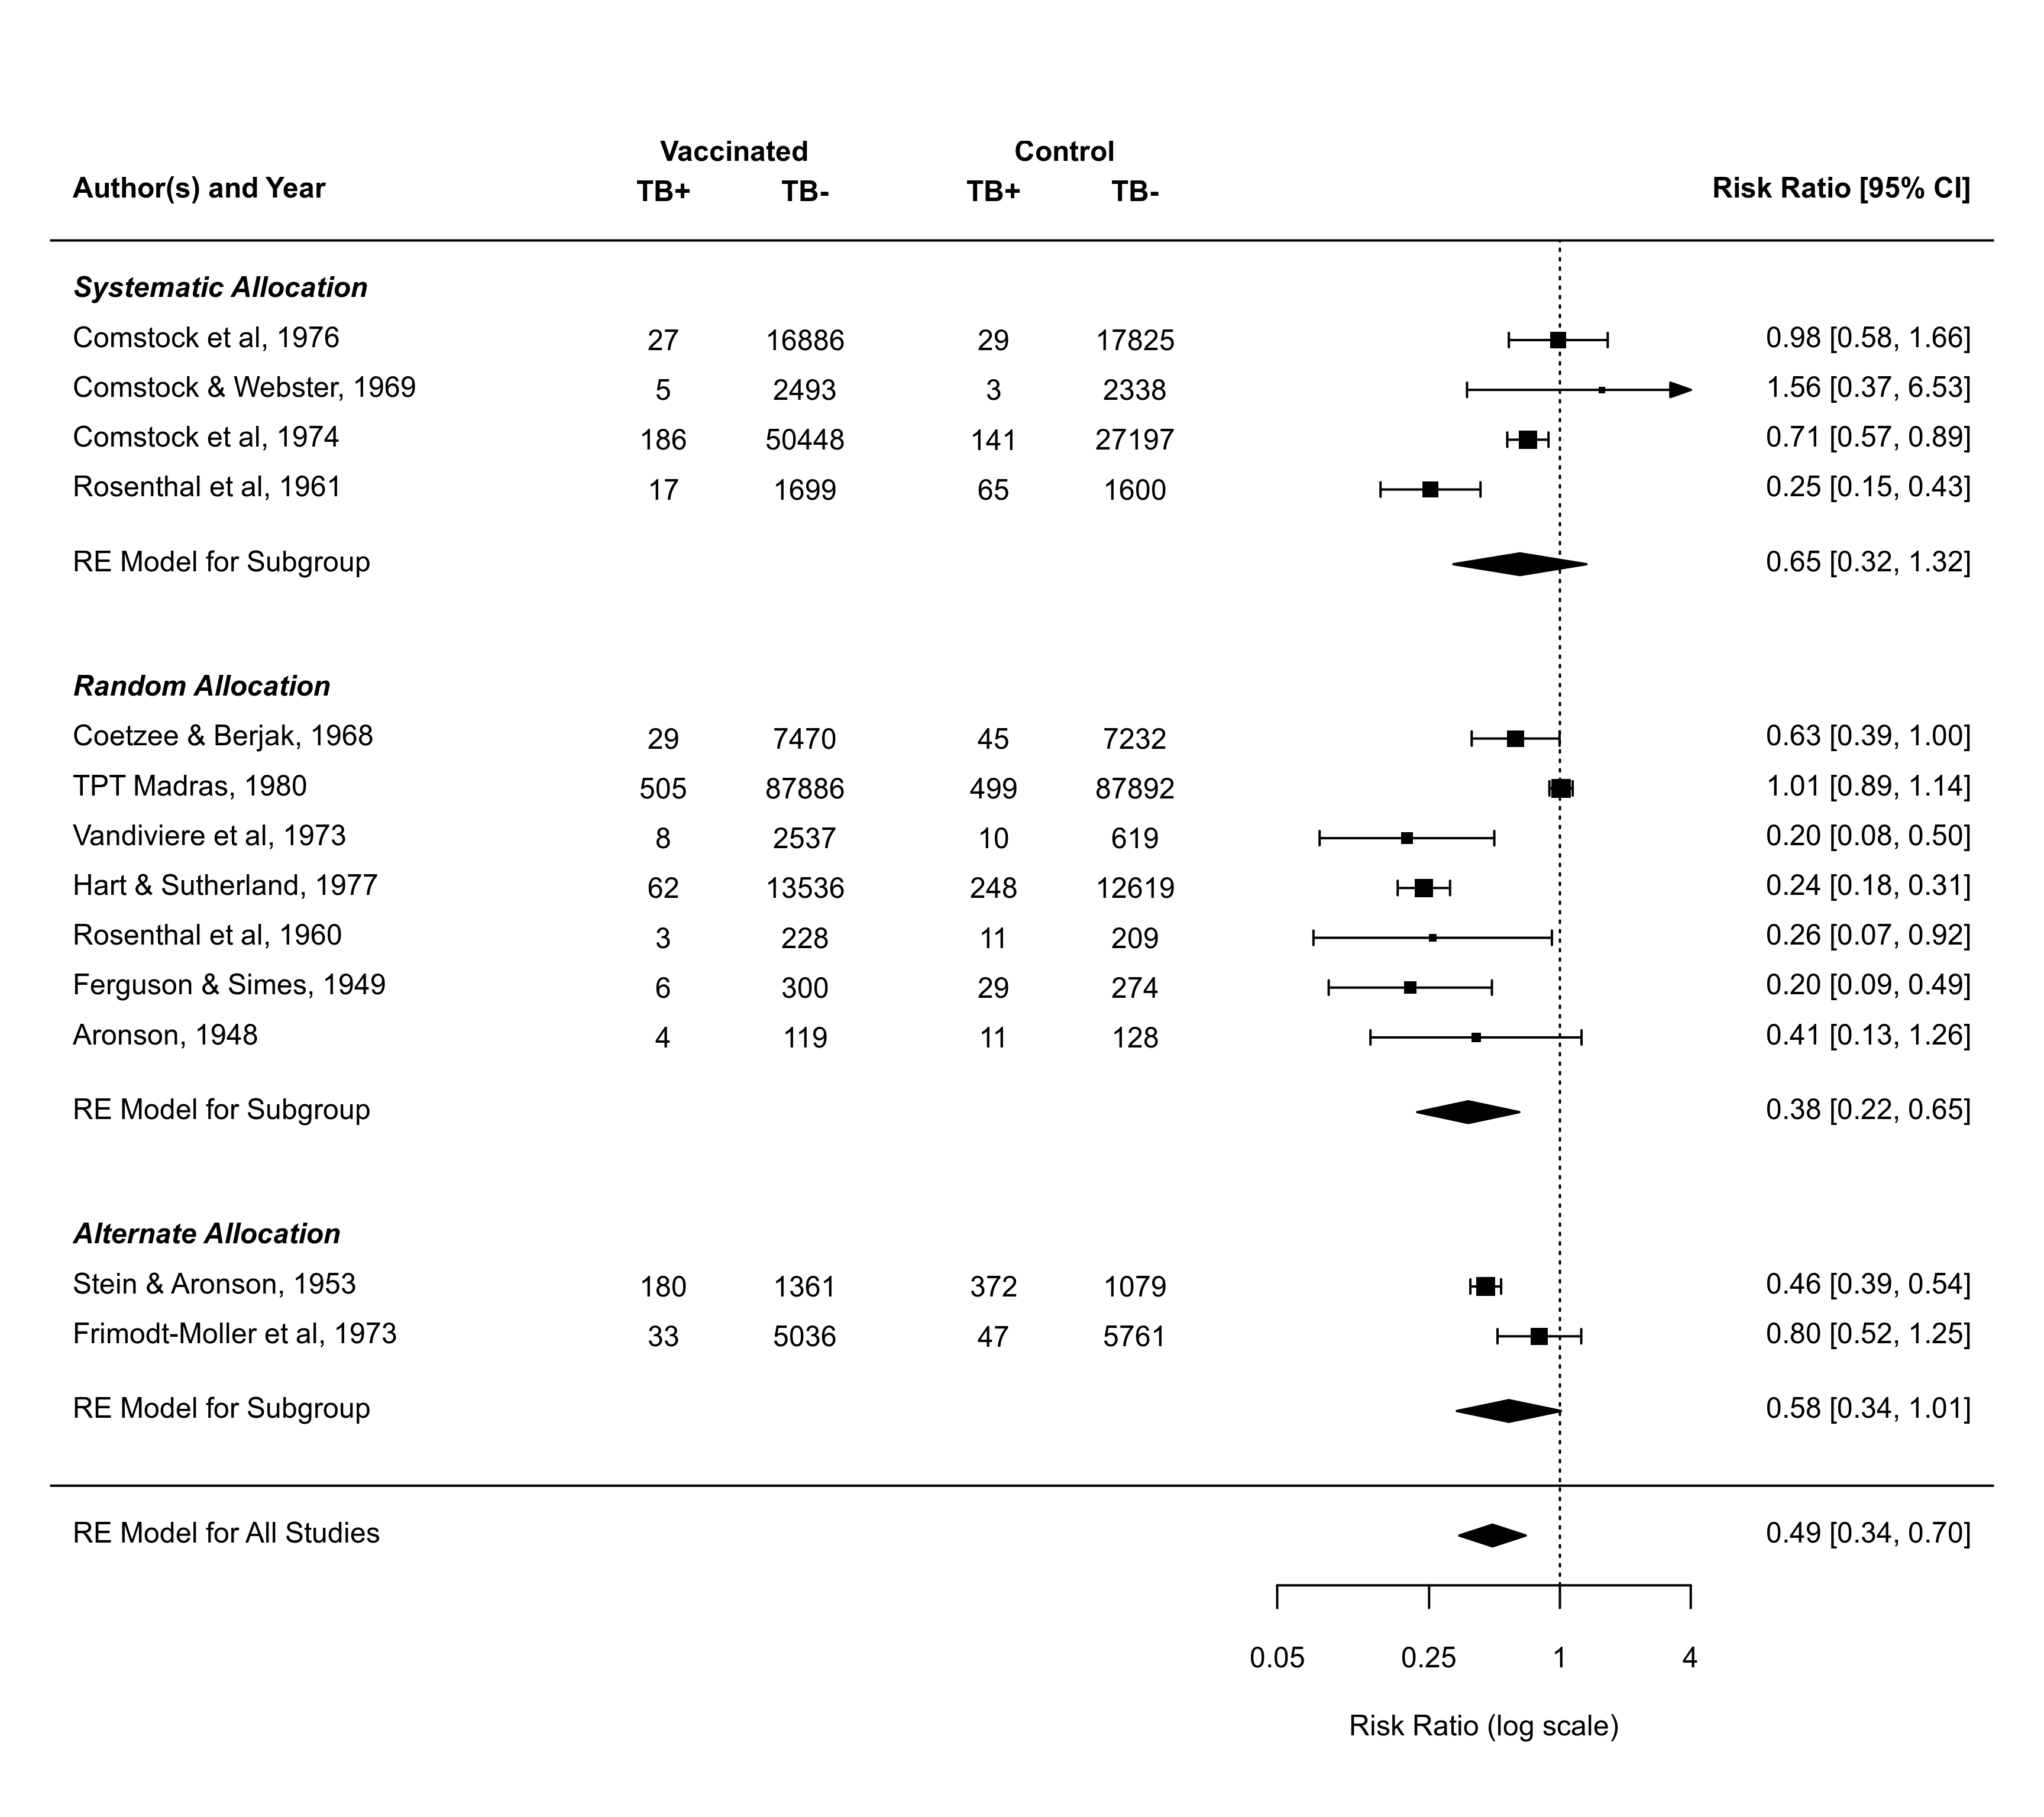 Vaccinated Control
Author(s) and Year TB+ TB- TB+ TB- Risk Ratio [95% CI]
Systematic Allocation
Comstock et al, 1976 27 16886 29 17825 0.98 [0.58, 1.66]
Comstock & Webster, 1969 5 2493 3 2338 1.56 [0.37, 6.53]
Comstock et al, 1974 186 50448 141 27197 0.71 [0.57, 0.89]
Rosenthal et al, 1961 17 1699 65 1600 0.25 [0.15, 0.43]
RE Model for Subgroup 0.65 [0.32, 1.32]
Random Allocation
Coetzee & Berjak, 1968 29 7470 45 7232 0.63 [0.39, 1.00]
TPT Madras, 1980 505 87886 499 87892 1.01 [0.89, 1.14]
Vandiviere et al, 1973 8 2537 10 619 0.20 [0.08, 0.50]
Hart & Sutherland, 1977 62 13536 248 12619 0.24 [0.18, 0.31]
Rosenthal et al, 1960 3 228 11 209 0.26 [0.07, 0.92]
Ferguson & Simes, 1949 6 300 29 274 0.20 [0.09, 0.49]
Aronson, 1948 4 119 11 128 0.41 [0.13, 1.26]
RE Model for Subgroup 0.38 [0.22, 0.65]
Alternate Allocation
Stein & Aronson, 1953 180 1361 372 1079 0.46 [0.39, 0.54]
Frimodt-Moller et al, 1973 33 5036 47 5761 0.80 [0.52, 1.25]
RE Model for Subgroup 0.58 [0.34, 1.01]
RE Model for All Studies 0.49 [0.34, 0.70]
0.05 0.25 1 4
Risk Ratio (log scale)